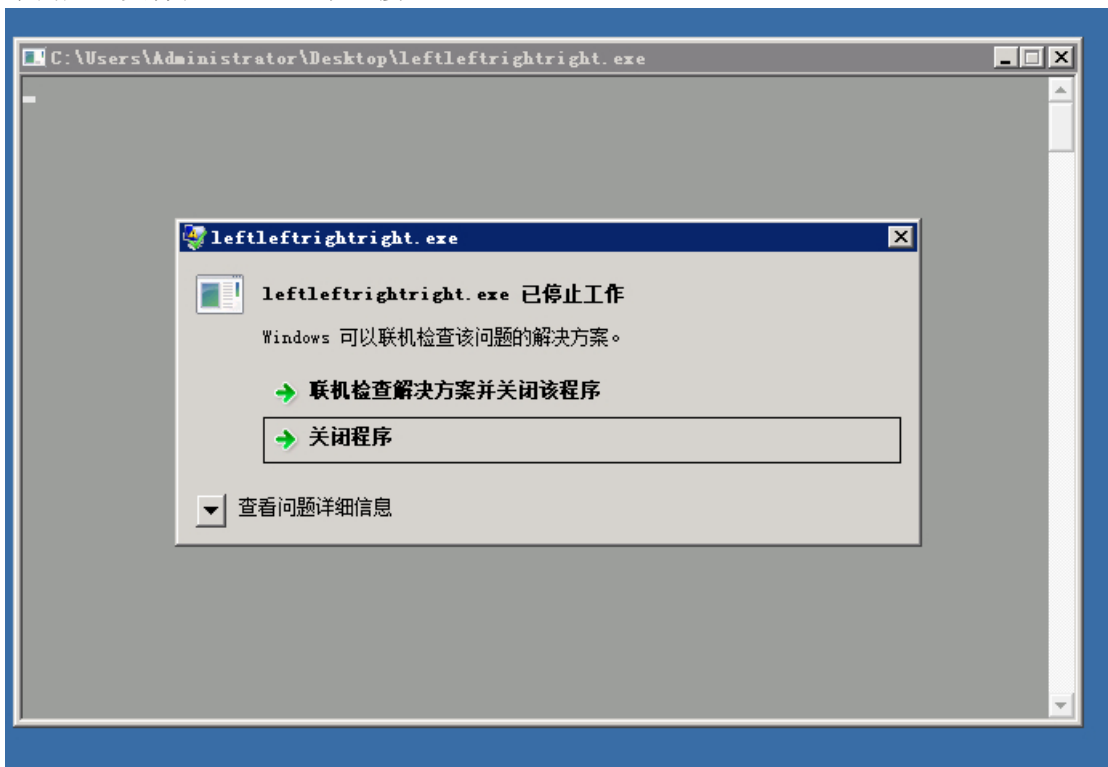 C:\Users\Administrator\Desktop\leftleftrightright.exe
leftleftrightright.exe
leftleftrightright.exe 已停止工作
Windows 可以联机检查该问题的解决方案。
联机检查解决方案并关闭该程序
关闭程序
查看问题详细信息